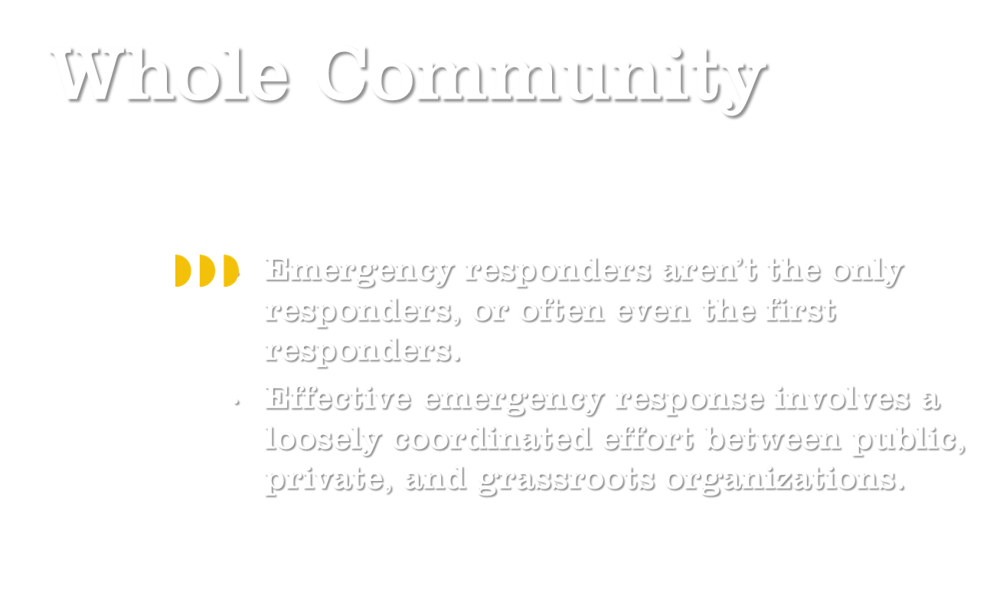 Whole Community
• Emergency responders aren't the only
responders, or often even the first
responders.
• Effective emergency response involves a
loosely coordinated effort between public,
private, and grassroots organizations.